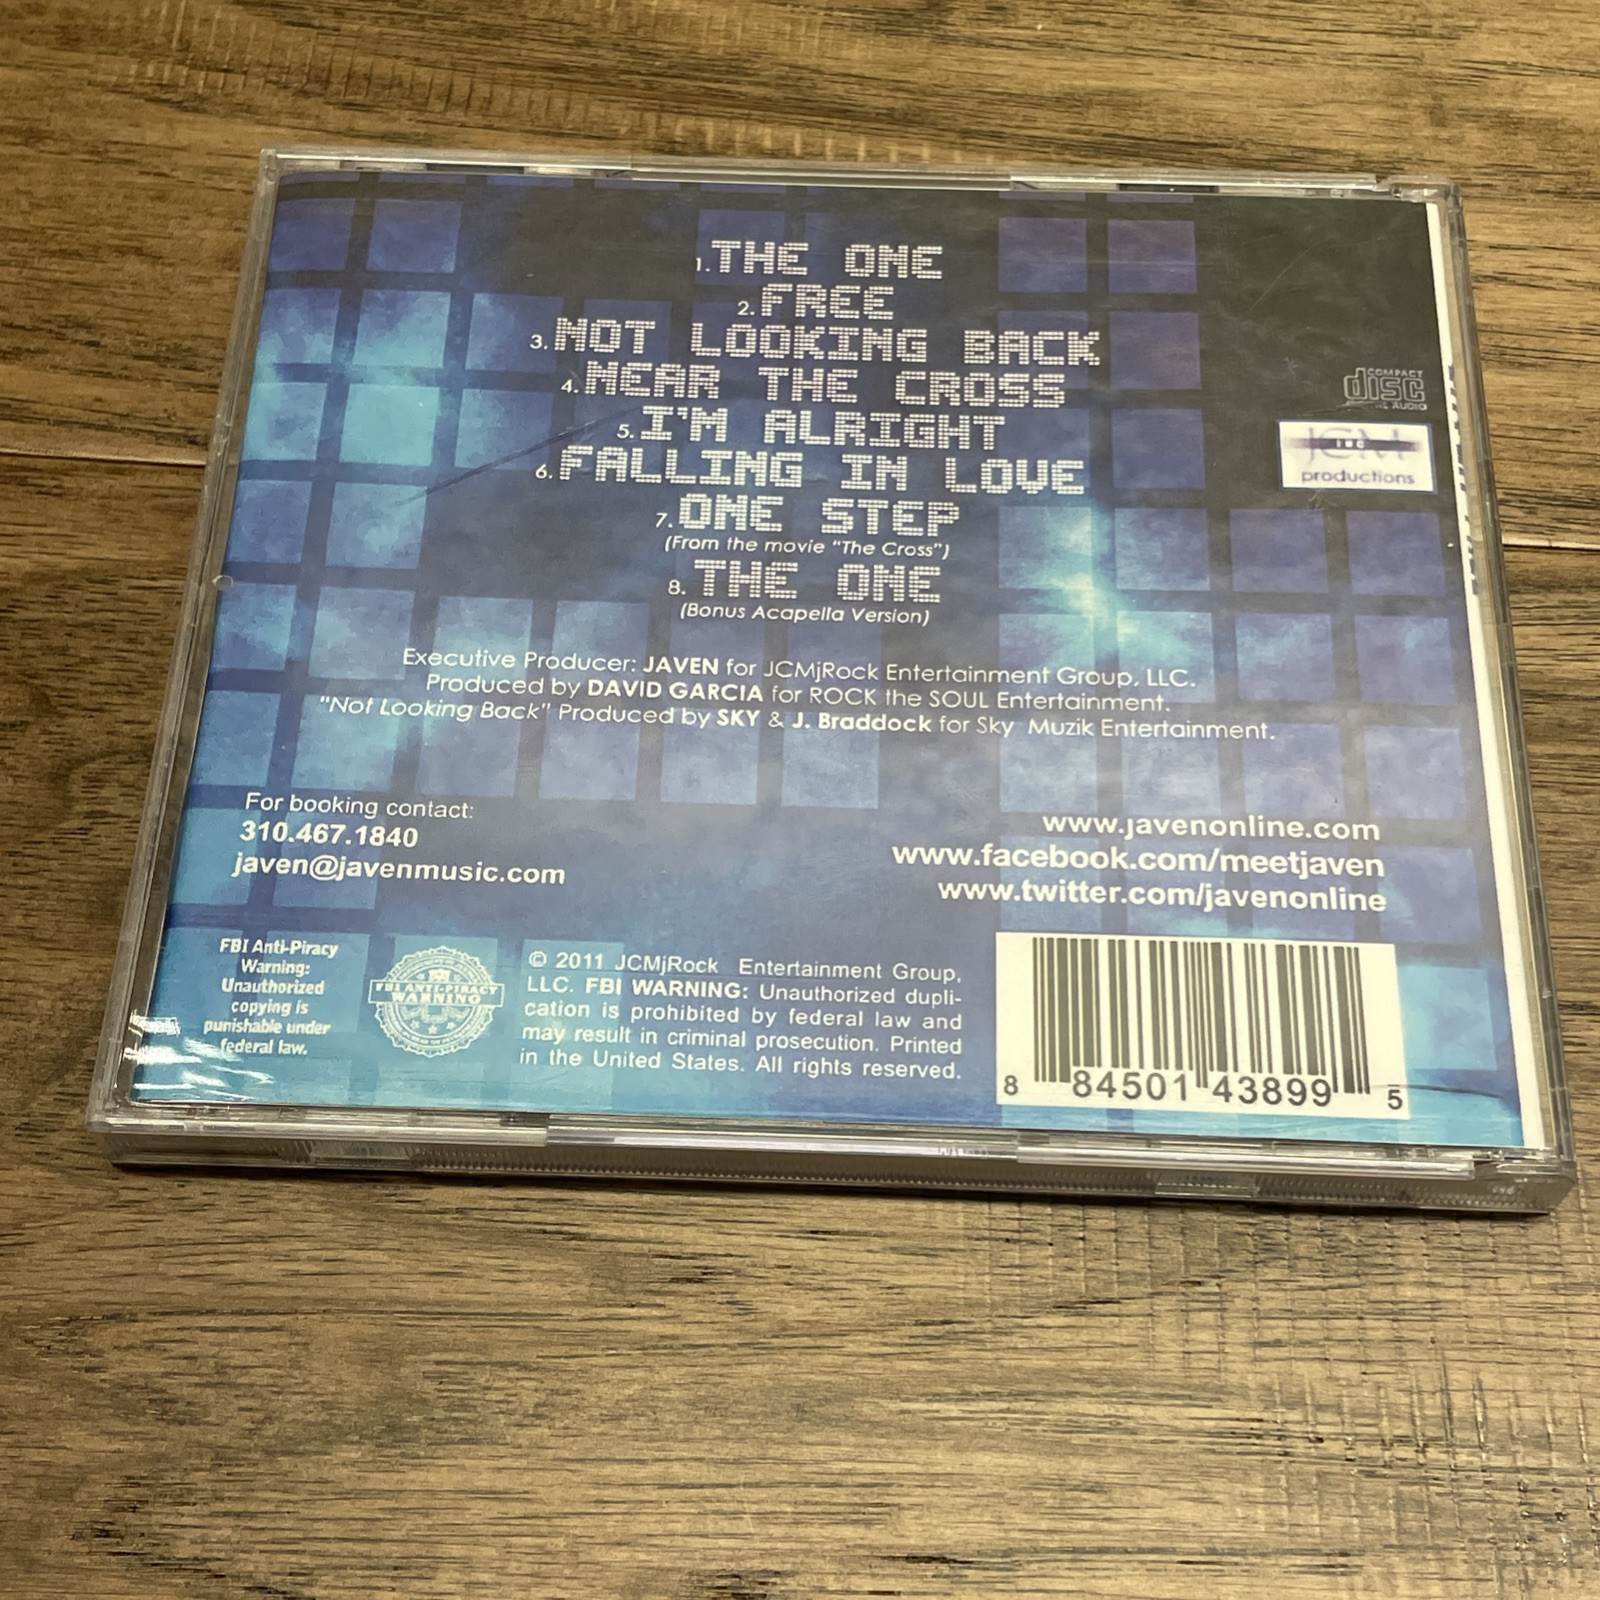 1.THE ONE
2.FREE
3.NOT LOOKING BACK
4.NEAR THE CROSS
5.I'M ALRIGHT
6.FALLING IN LOVE
7.ONE STEP
(From the movie "The Cross")
8.THE ONE
(Bonus Acapella Version)
COMPACT
disc
AUDIO
JCM
INC
productions
Executive Producer: JAVEN for JCMjRock Entertainment Group, LLC.
Produced by DAVID GARCIA for ROCK the SOUL Entertainment.
"Not Looking Back" Produced by SKY & J. Braddock for Sky Muzik Entertainment.
For booking contact:
310.467.1840
javen@javenmusic.com
www.javenonline.com
www.facebook.com/meetjaven
www.twitter.com/javenonline
FBI Anti-Piracy
Warning:
Unauthorized
copying is
punishable under
federal law.
FBI ANTI-PIRACY
WARNING
© 2011 JCMjRock Entertainment Group,
LLC. FBI WARNING: Unauthorized dupli-
cation is prohibited by federal law and
may result in criminal prosecution. Printed
in the United States. All rights reserved.
8 84501 43899 5